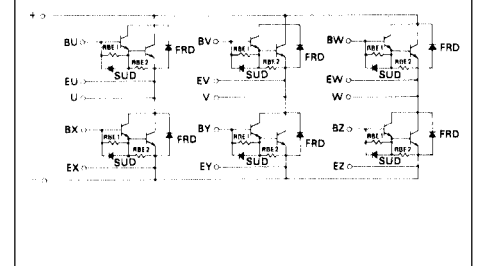 +
BU RBE1 FRD BV RBE1 FRD BW RBE1 FRD
RBE2 RBE2 RBE2
SUD SUD SUD
EU EV EW
U V W
BX RBE1 FRD BY RBE1 FRD BZ RBE1 FRD
RBE2 RBE2 RBE2
SUD SUD SUD
EX EY EZ
-